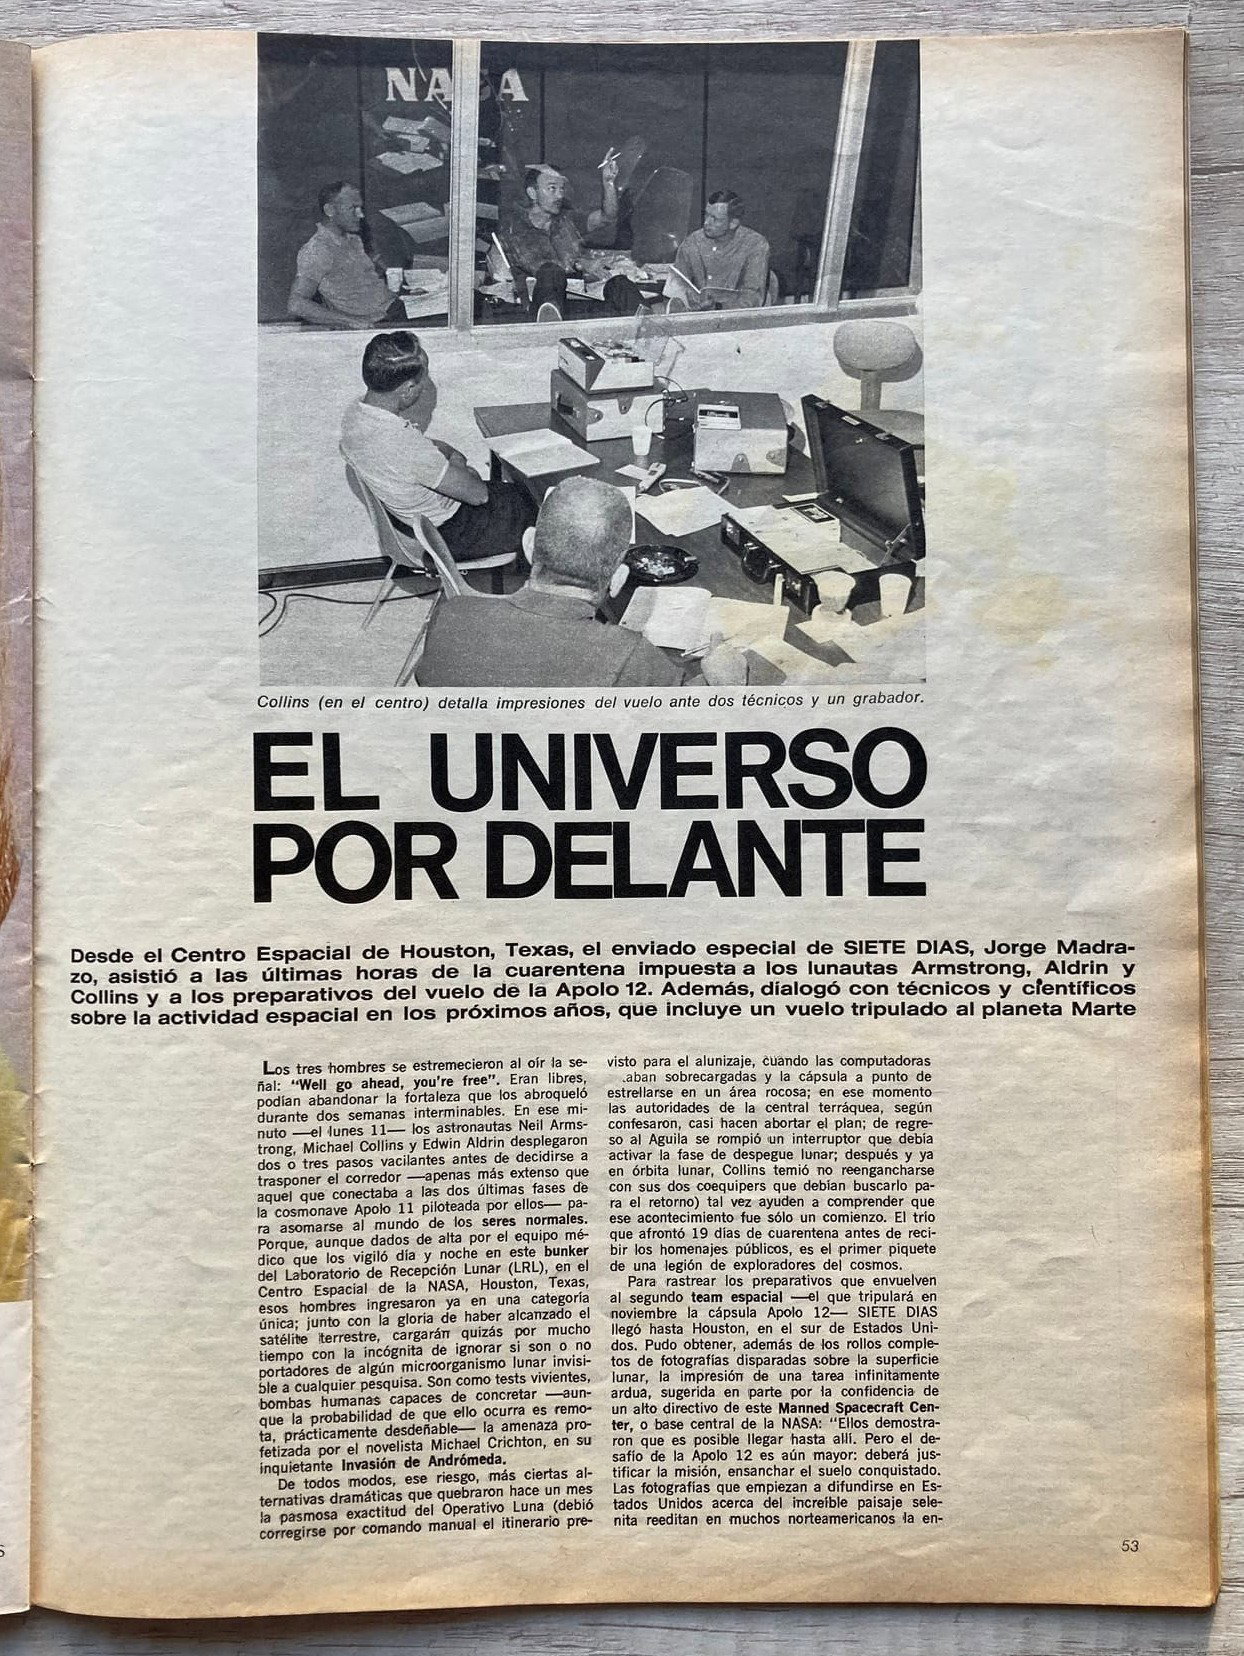 NASA
Collins (en el centro) detalla impresiones del vuelo ante dos técnicos y un grabador.
EL UNIVERSO
POR DELANTE
Desde el Centro Espacial de Houston, Texas, el enviado especial de SIETE DIAS, Jorge Madra-
zo, asistió a las últimas horas de la cuarentena impuesta a los lunautas Armstrong, Aldrin y
Collins y a los preparativos del vuelo de la Apolo 12. Además, dialogó con técnicos y científicos
sobre la actividad espacial en los próximos años, que incluye un vuelo tripulado al planeta Marte
Los tres hombres se estremecieron al oír la se-
ñal: "Well go ahead, you're free". Eran libres,
podían abandonar la fortaleza que los abroqueló
durante dos semanas interminables. En ese mi-
nuto —el lunes 11— los astronautas Neil Arms-
trong, Michael Collins y Edwin Aldrin desplegaron
dos o tres pasos vacilantes antes de decidirse a
trasponer el corredor —apenas más extenso que
aquel que conectaba a las dos últimas fases de
la cosmonave Apolo 11 piloteada por ellos— pa-
ra asomarse al mundo de los seres normales.
Porque, aunque dados de alta por el equipo mé-
dico que los vigiló día y noche en este bunker
del Laboratorio de Recepción Lunar (LRL), en el
Centro Espacial de la NASA, Houston, Texas,
esos hombres ingresaron ya en una categoría
única; junto con la gloria de haber alcanzado el
satélite terrestre, cargarán quizás por mucho
tiempo con la incógnita de ignorar si son o no
portadores de algún microorganismo lunar invisi-
ble a cualquier pesquisa. Son como tests vivientes,
bombas humanas capaces de concretar —aun-
que la probabilidad de que ello ocurra es remo-
ta, prácticamente desdeñable— la amenaza pro-
fetizada por el novelista Michael Crichton, en su
inquietante Invasión de Andrómeda.
De todos modos, ese riesgo, más ciertas al-
ternativas dramáticas que quebraron hace un mes
la pasmosa exactitud del Operativo Luna (debió
corregirse por comando manual el itinerario pre-
visto para el alunizaje, cuando las computadoras
.aban sobrecargadas y la cápsula a punto de
estrellarse en un área rocosa; en ese momento
las autoridades de la central terráquea, según
confesaron, casi hacen abortar el plan; de regre-
so al Aguila se rompió un interruptor que debía
activar la fase de despegue lunar; después y ya
en órbita lunar, Collins temió no reengancharse
con sus dos coequipers que debían buscarlo pa-
ra el retorno) tal vez ayuden a comprender que
ese acontecimiento fue sólo un comienzo. El trío
que afrontó 19 días de cuarentena antes de reci-
bir los homenajes públicos, es el primer piquete
de una legión de exploradores del cosmos.
Para rastrear los preparativos que envuelven
al segundo team espacial —el que tripulará en
noviembre la cápsula Apolo 12— SIETE DIAS
llegó hasta Houston, en el sur de Estados Uni-
dos. Pudo obtener, además de los rollos comple-
tos de fotografías disparadas sobre la superficie
lunar, la impresión de una tarea infinitamente
ardua, sugerida en parte por la confidencia de
un alto directivo de este Manned Spacecraft Cen-
ter, o base central de la NASA: "Ellos demostra-
ron que es posible llegar hasta allí. Pero el de-
safío de la Apolo 12 es aún mayor: deberá jus-
tificar la misión, ensanchar el suelo conquistado.
Las fotografías que empiezan a difundirse en Es-
tados Unidos acerca del increíble paisaje sele-
nita reeditan en muchos norteamericanos la en-
53